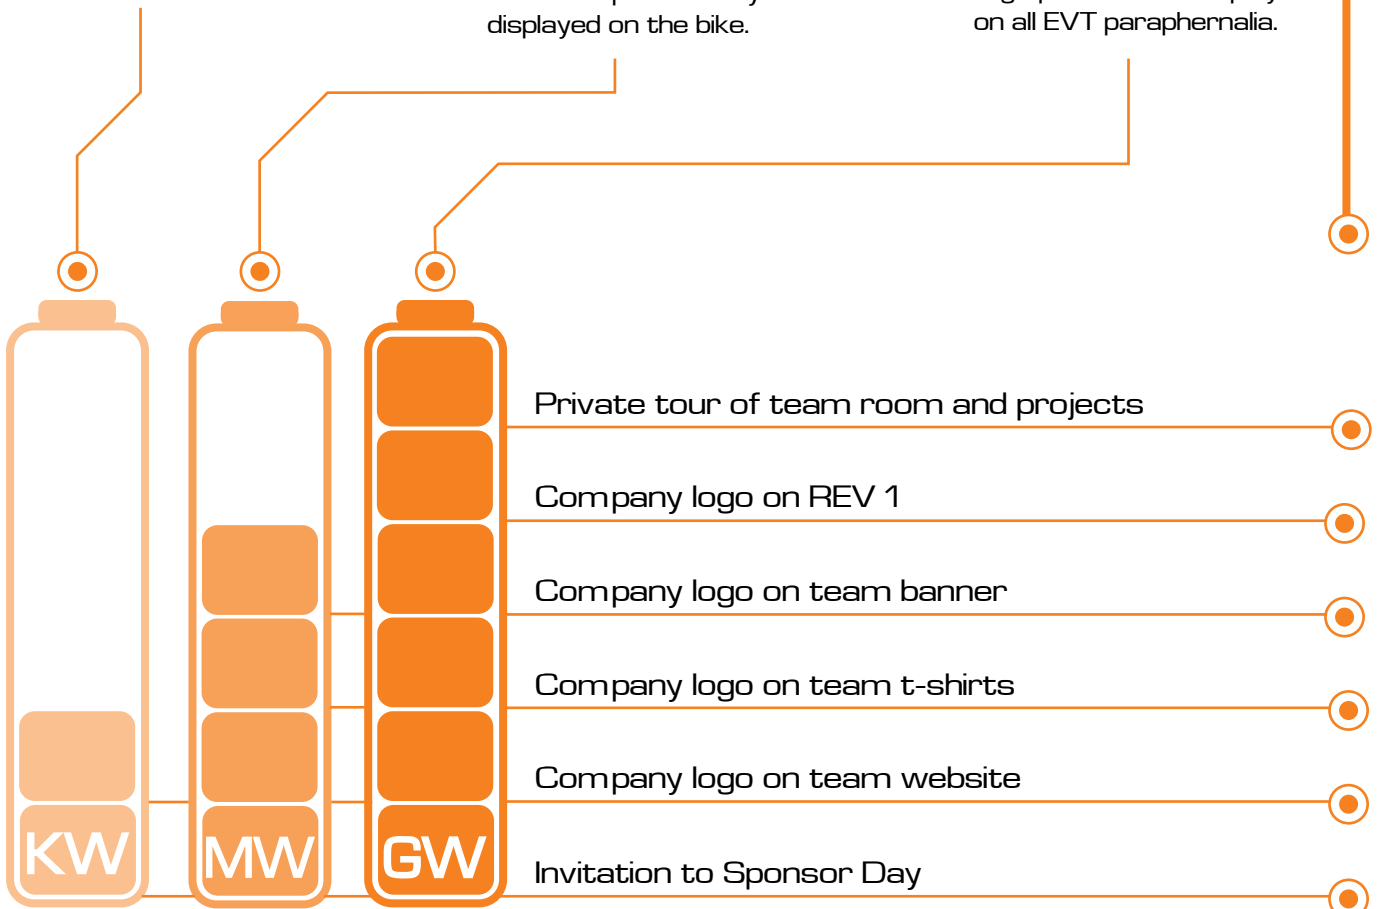 displayed on the bike.
on all EVT paraphernalia.
Private tour of team room and projects
Company logo on REV 1
Company logo on team banner
Company logo on team t-shirts
Company logo on team website
KW MW GW
Invitation to Sponsor Day